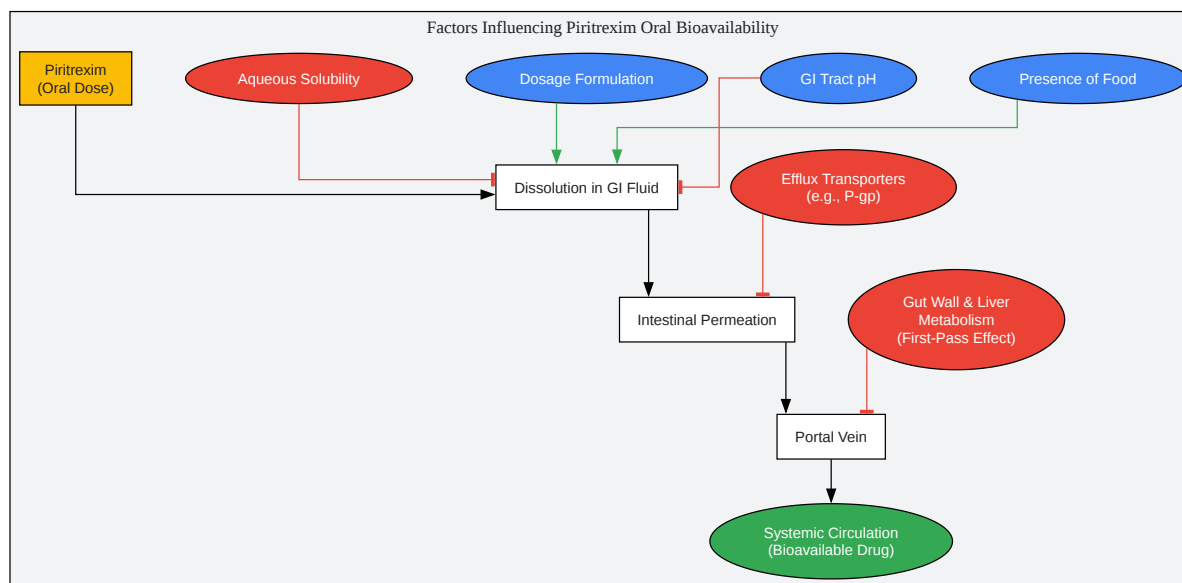 Factors Influencing Piritrexim Oral Bioavailability
Piritrexim
(Oral Dose)
Aqueous Solubility
Dosage Formulation
GI Tract pH
Presence of Food
Dissolution in GI Fluid
Efflux Transporters
(e.g., P-gp)
Intestinal Permeation
Gut Wall & Liver
Metabolism
(First-Pass Effect)
Portal Vein
Systemic Circulation
(Bioavailable Drug)